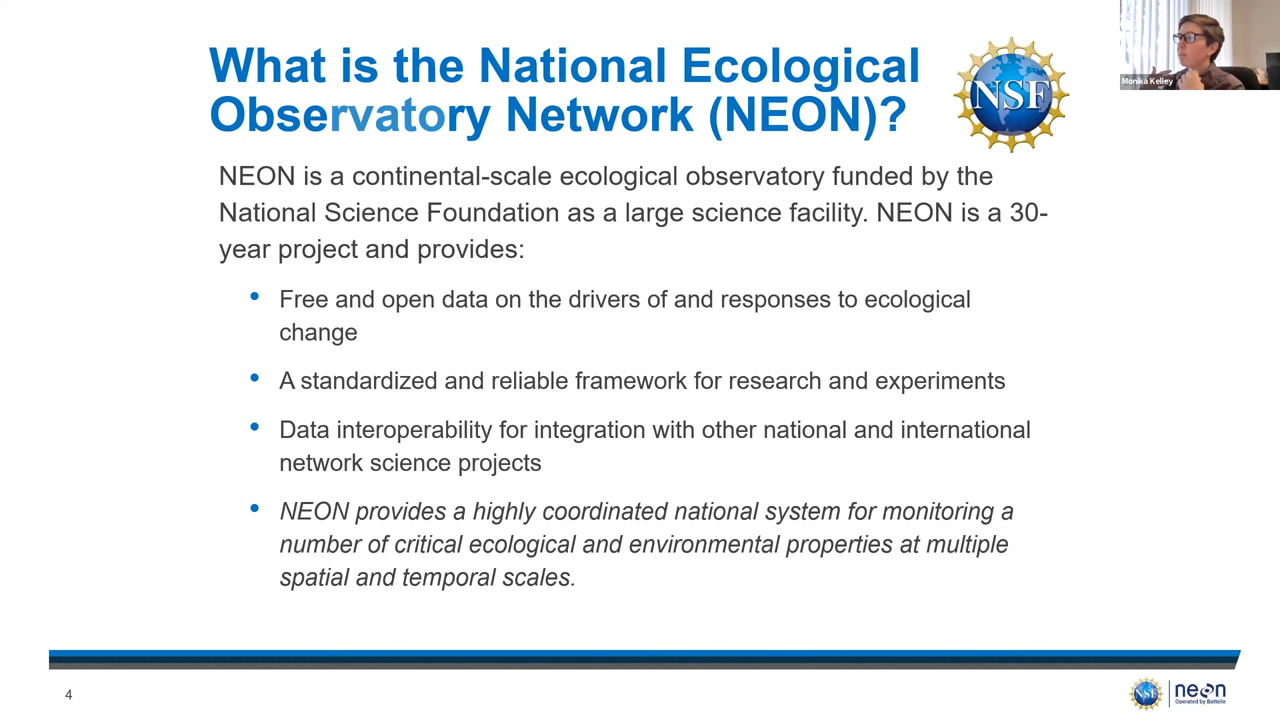 What is the National Ecological
Observatory Network (NEON)?
NSF
Monika Kelley
NEON is a continental-scale ecological observatory funded by the
National Science Foundation as a large science facility. NEON is a 30-
year project and provides:
• Free and open data on the drivers of and responses to ecological
change
• A standardized and reliable framework for research and experiments
• Data interoperability for integration with other national and international
network science projects
• NEON provides a highly coordinated national system for monitoring a
number of critical ecological and environmental properties at multiple
spatial and temporal scales.
4
NSF
neon
Operated by Battelle